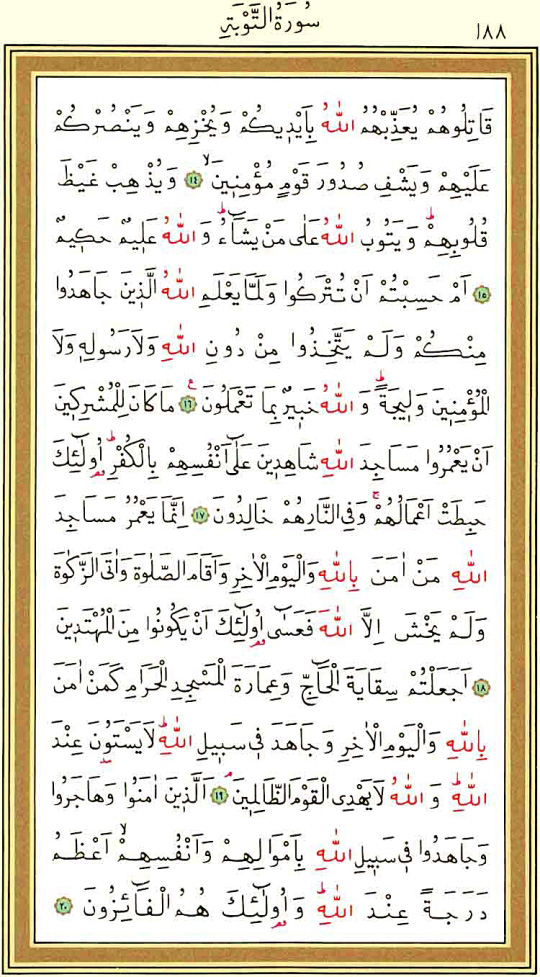 سُورَةُ التَّوْبَةِ
١٨٨
قَاتِلُوهُمْ يُعَذِّبْهُمُ اللّٰهُ بِاَيْدٖيكُمْ وَيُخْزِهِمْ وَيَنْصُرْكُمْ
عَلَيْهِمْ وَيَشْفِ صُدُورَ قَوْمٍ مُؤْمِنٖينَۙ ﴿١٤﴾ وَيُذْهِبْ غَيْظَ
قُلُوبِهِمْؕ وَيَتُوبُ اللّٰهُ عَلٰى مَنْ يَشَٓاءُؕ وَاللّٰهُ عَلٖيمٌ حَكٖيمٌ
﴿١٥﴾ اَمْ حَسِبْتُمْ اَنْ تُتْرَكُوا وَلَمَّا يَعْلَمِ اللّٰهُ الَّذٖينَ جَاهَدُوا
مِنْكُمْ وَلَمْ يَتَّخِذُوا مِنْ دُونِ اللّٰهِ وَلَا رَسُولِهٖ وَلَا
الْمُؤْمِنٖينَ وَلٖيجَةًؕ وَاللّٰهُ خَبٖيرٌ بِمَا تَعْمَلُونَࣖ ﴿١٦﴾ مَا كَانَ لِلْمُشْرِكٖينَ
اَنْ يَعْمُرُوا مَسَاجِدَ اللّٰهِ شَاهِدٖينَ عَلٰٓى اَنْفُسِهِمْ بِالْكُفْرِؕ اُو۬لٰٓئِكَ
حَبِطَتْ اَعْمَالُهُمْۚ وَفِي النَّارِ هُمْ خَالِدُونَ ﴿١٧﴾ اِنَّمَا يَعْمُرُ مَسَاجِدَ
اللّٰهِ مَنْ اٰمَنَ بِاللّٰهِ وَالْيَوْمِ الْاٰخِرِ وَاَقَامَ الصَّلٰوةَ وَاٰتَى الزَّكٰوةَ
وَلَمْ يَخْشَ اِلَّا اللّٰهَ فَعَسٰٓى اُو۬لٰٓئِكَ اَنْ يَكُونُوا مِنَ الْمُهْتَدٖينَ
﴿١٨﴾ اَجَعَلْتُمْ سِقَايَةَ الْحَٓاجِّ وَعِمَارَةَ الْمَسْجِدِ الْحَرَامِ كَمَنْ اٰمَنَ
بِاللّٰهِ وَالْيَوْمِ الْاٰخِرِ وَجَاهَدَ فٖي سَبٖيلِ اللّٰهِؕ لَا يَسْتَوُ۫نَ عِنْدَ
اللّٰهِؕ وَاللّٰهُ لَا يَهْدِي الْقَوْمَ الظَّالِمٖينَۢ ﴿١٩﴾ اَلَّذٖينَ اٰمَنُوا وَهَاجَرُوا
وَجَاهَدُوا فٖي سَبٖيلِ اللّٰهِ بِاَمْوَالِهِمْ وَاَنْفُسِهِمْۙ اَعْظَمُ
دَرَجَةً عِنْدَ اللّٰهِؕ وَاُو۬لٰٓئِكَ هُمُ الْفَٓائِزُونَ ﴿٢٠﴾